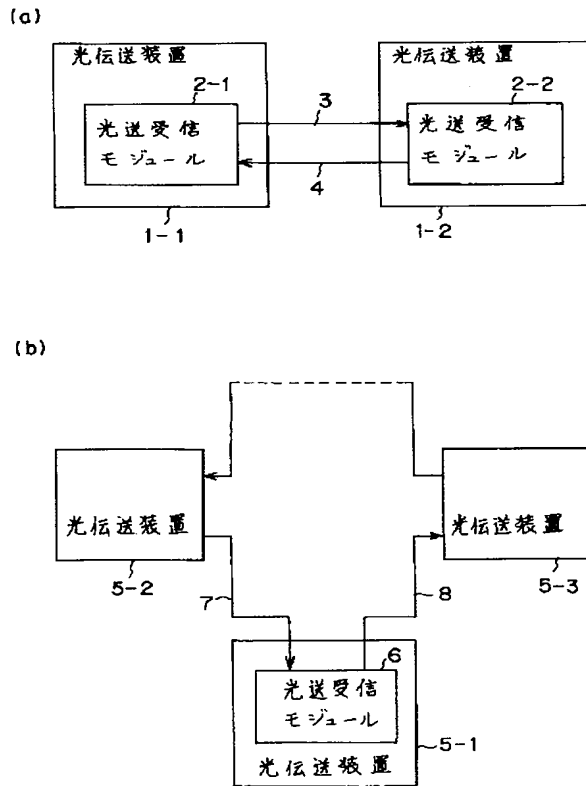 (a)
光伝送装置
2-1
光送受信
モジュール
1-1
3
4
光伝送装置
2-2
光送受信
モジュール
1-2
(b)
光伝送装置
5-2
光伝送装置
5-3
7
8
6
光送受信
モジュール
光伝送装置
5-1